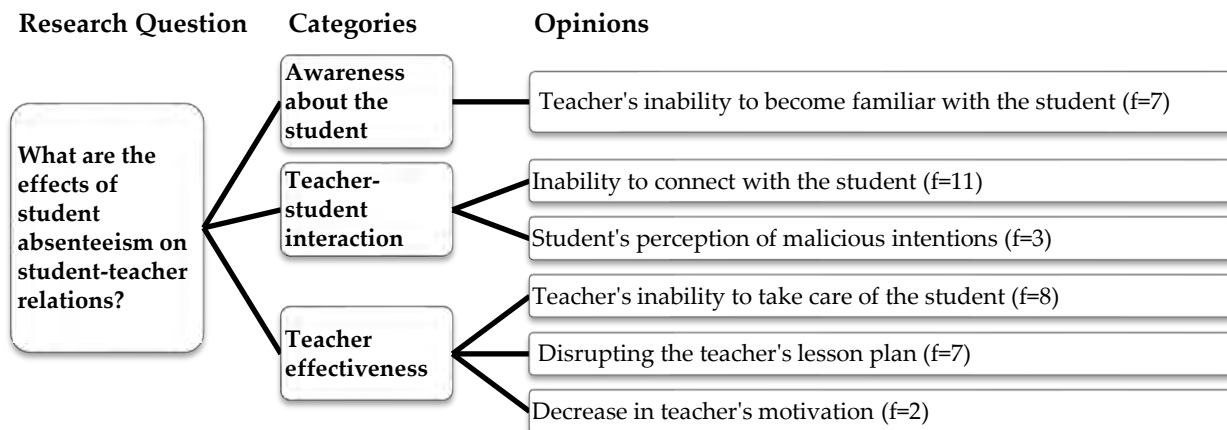 Research Question Categories Opinions
What are the
effects of
student
absenteeism on
student-teacher
relations?
Awareness
about the
student
Teacher's inability to become familiar with the student (f=7)
Teacher-
student
interaction
Inability to connect with the student (f=11)
Student's perception of malicious intentions (f=3)
Teacher
effectiveness
Teacher's inability to take care of the student (f=8)
Disrupting the teacher's lesson plan (f=7)
Decrease in teacher's motivation (f=2)